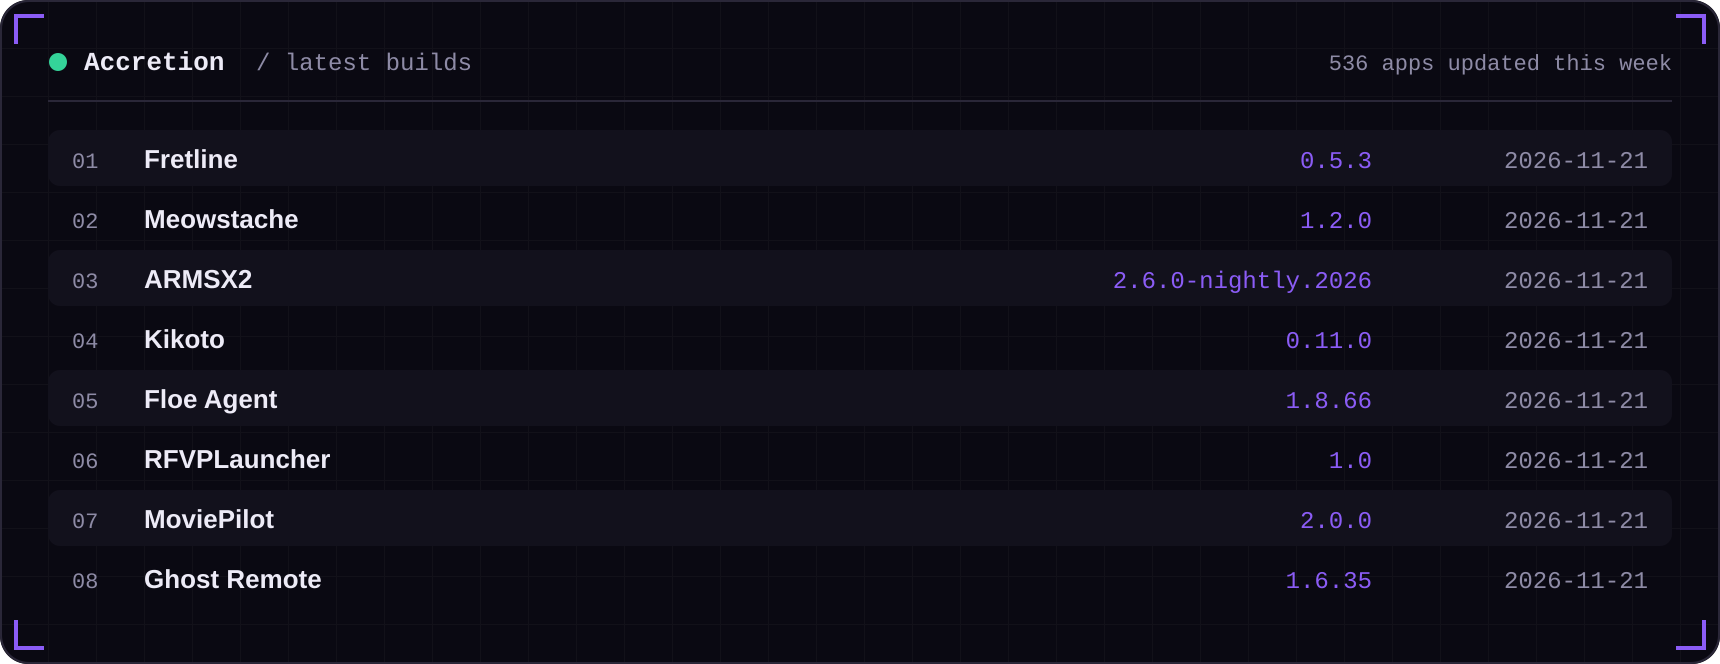 Accretion / latest builds 536 apps updated this week
01 Fretline 0.5.3 2026-11-21
02 Meowstache 1.2.0 2026-11-21
03 ARMSX2 2.6.0-nightly.2026 2026-11-21
04 Kikoto 0.11.0 2026-11-21
05 Floe Agent 1.8.66 2026-11-21
06 RFVPLauncher 1.0 2026-11-21
07 MoviePilot 2.0.0 2026-11-21
08 Ghost Remote 1.6.35 2026-11-21